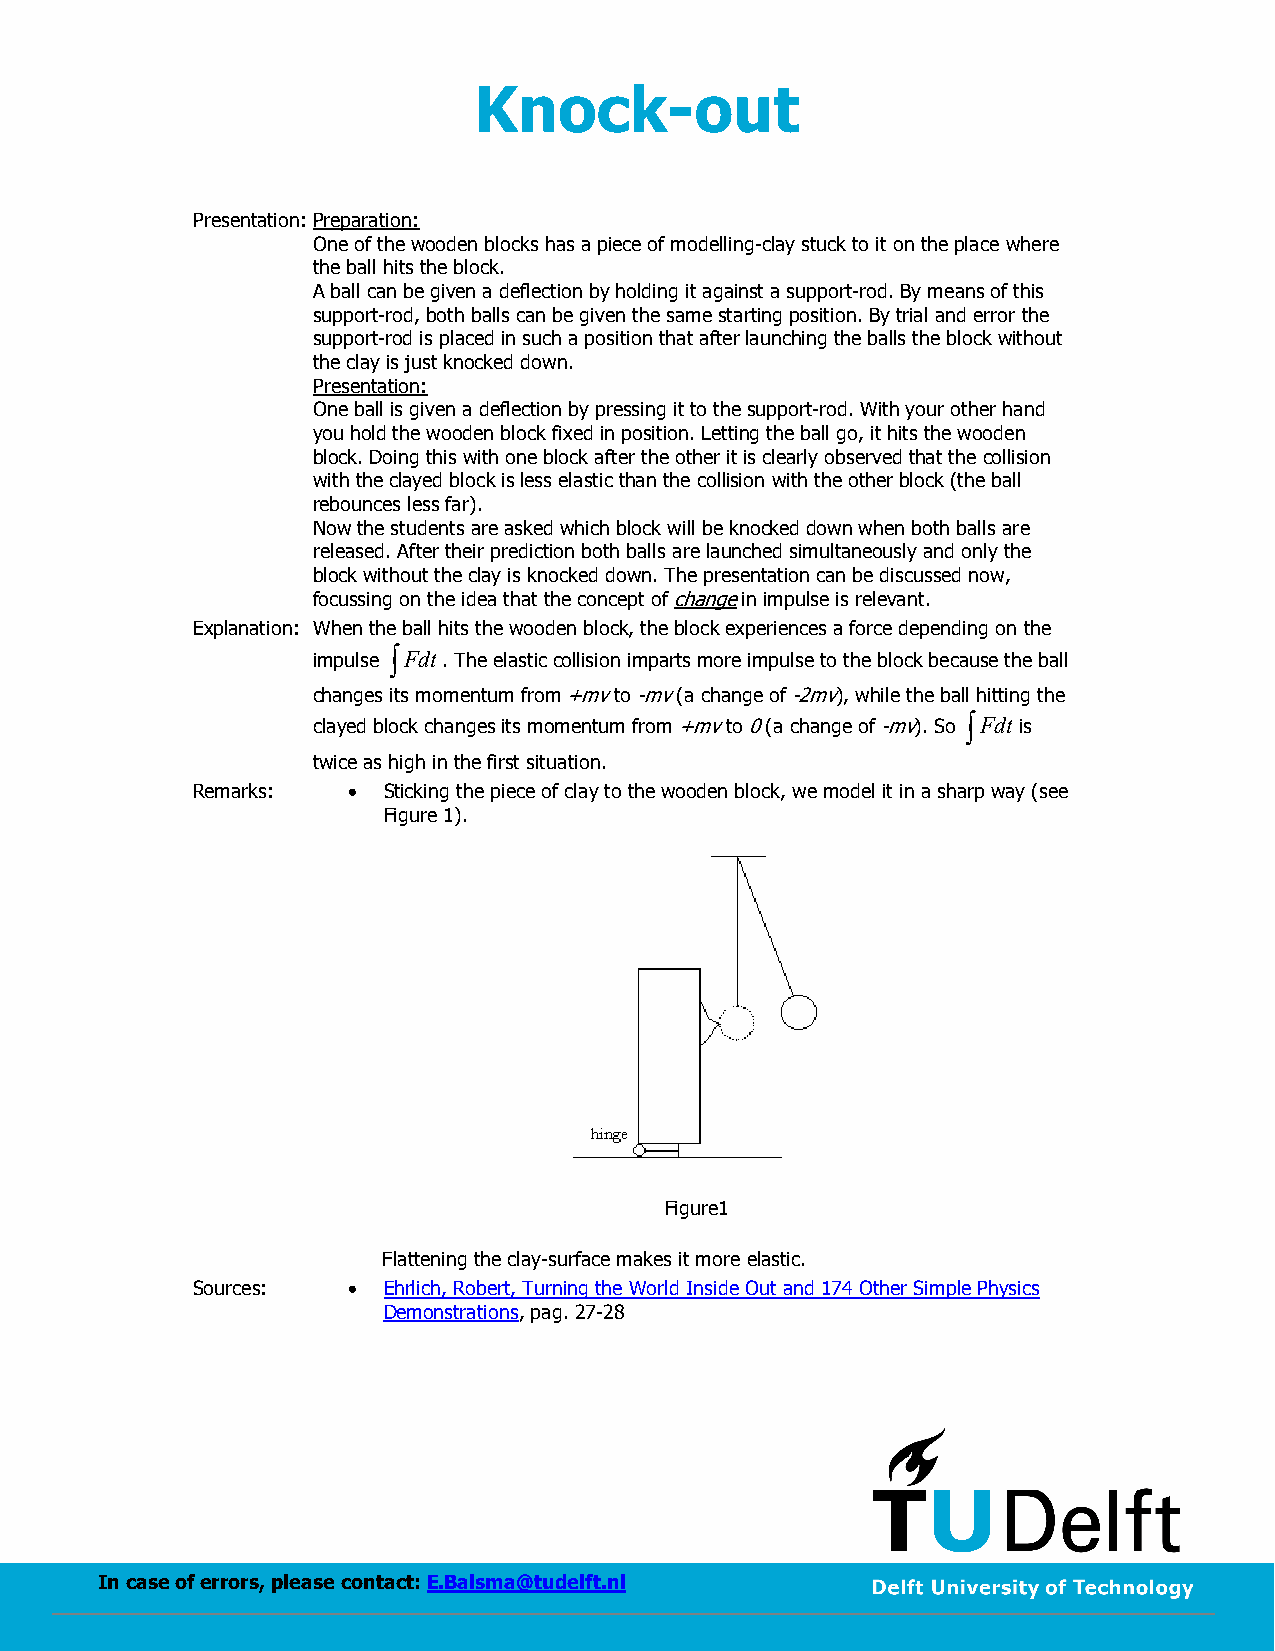 Knock-out
Presentation: Preparation:
One of the wooden blocks has a piece of modelling-clay stuck to it on the place where
the ball hits the block.
A ball can be given a deflection by holding it against a support-rod. By means of this
support-rod, both balls can be given the same starting position. By trial and error the
support-rod is placed in such a position that after launching the balls the block without
the clay is just knocked down.
Presentation:
One ball is given a deflection by pressing it to the support-rod. With your other hand
you hold the wooden block fixed in position. Letting the ball go, it hits the wooden
block. Doing this with one block after the other it is clearly observed that the collision
with the clayed block is less elastic than the collision with the other block (the ball
rebounces less far).
Now the students are asked which block will be knocked down when both balls are
released. After their prediction both balls are launched simultaneously and only the
block without the clay is knocked down. The presentation can be discussed now,
focussing on the idea that the concept of change in impulse is relevant.
Explanation: When the ball hits the wooden block, the block experiences a force depending on the
impulse ∫ Fdt . The elastic collision imparts more impulse to the block because the ball
changes its momentum from +mv to -mv (a change of -2mv), while the ball hitting the
clayed block changes its momentum from +mv to 0 (a change of -mv). So ∫ Fdt is
twice as high in the first situation.
Remarks: • Sticking the piece of clay to the wooden block, we model it in a sharp way (see
Figure 1).
hinge
Figure1
Flattening the clay-surface makes it more elastic.
Sources: • Ehrlich, Robert, Turning the World Inside Out and 174 Other Simple Physics
Demonstrations, pag. 27-28
TUDelft
In case of errors, please contact: E.Balsma@tudelft.nl
Delft University of Technology